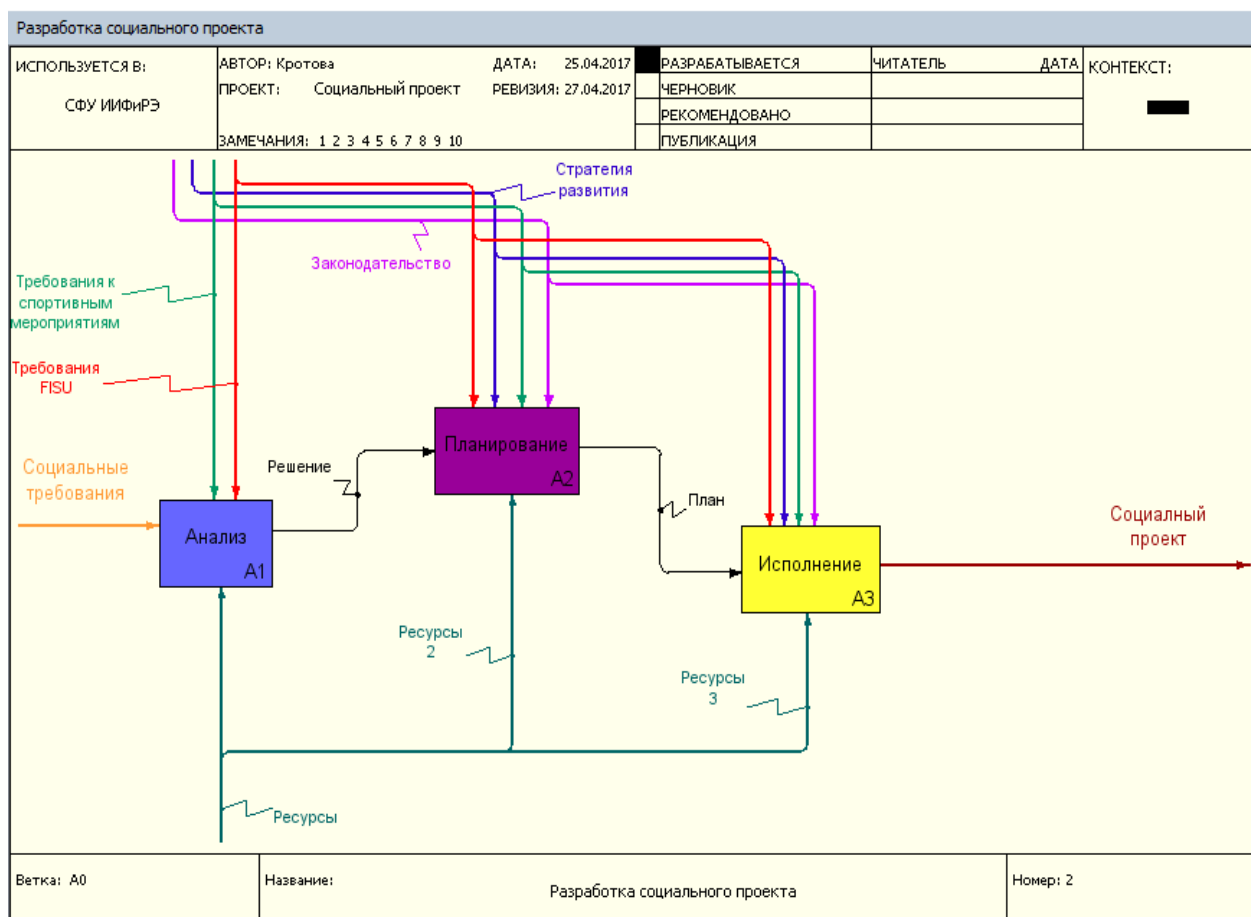 Разработка социального проекта
ИСПОЛЬЗУЕТСЯ В:
СФУ ИИФиРЭ
АВТОР: Кротова
ДАТА: 25.04.2017
ПРОЕКТ: Социальный проект
РЕВИЗИЯ: 27.04.2017
ЗАМЕЧАНИЯ: 1 2 3 4 5 6 7 8 9 10
РАЗРАБАТЫВАЕТСЯ
ЧЕРНОВИК
РЕКОМЕНДОВАНО
ПУБЛИКАЦИЯ
ЧИТАТЕЛЬ
ДАТА
КОНТЕКСТ:
Стратегия
развития
Законодательство
Требования к
спортивным
мероприятиям
Требования
FISU
Социальные
требования
Решение
Планирование
A2
План
Анализ
A1
Исполнение
A3
Социалный
проект
Ресурсы
2
Ресурсы
3
Ресурсы
Ветка: A0
Название:
Разработка социального проекта
Номер: 2